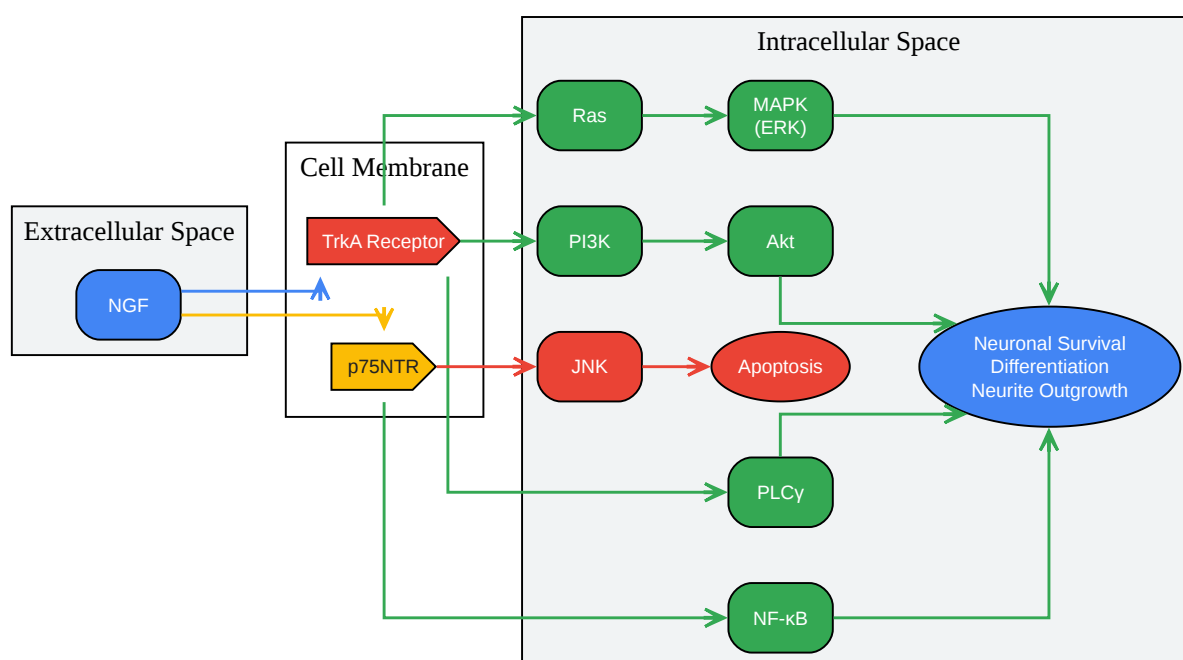 Intracellular Space
Ras
MAPK
(ERK)
Cell Membrane
Extracellular Space
TrkA Receptor
PI3K
Akt
NGF
p75NTR
JNK
Apoptosis
Neuronal Survival
Differentiation
Neurite Outgrowth
PLCγ
NF-κB